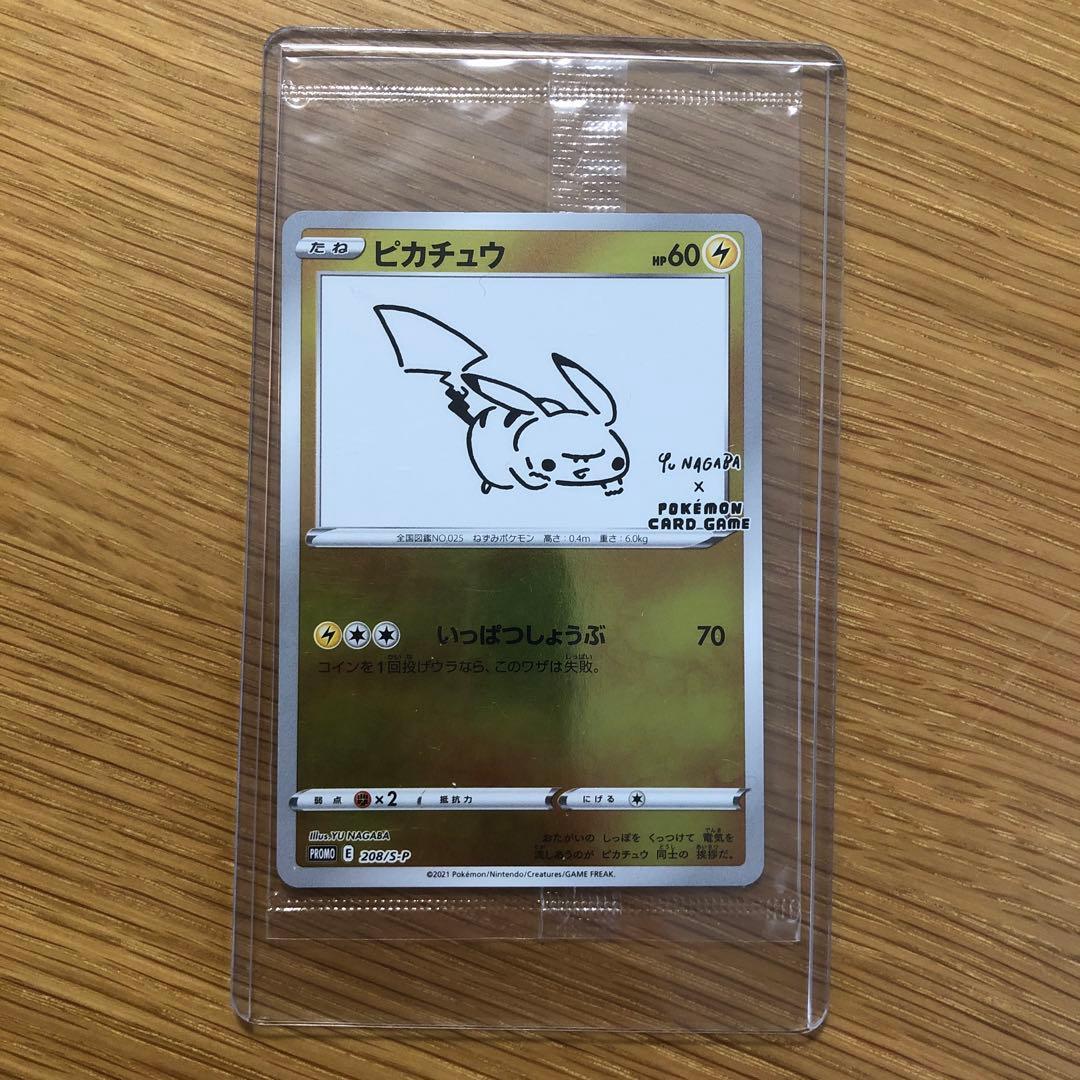 たね ピカチュウ HP60
Yu NAGABA
×
POKÉMON
CARD GAME
全国図鑑NO.025 ねずみポケモン 高さ:0.4m 重さ:6.0kg
いっぱつしょうぶ 70
コインを1回投げウラなら、このワザは失敗。
弱点 ×2 抵抗力 にげる
Illus.YU NAGABA
おたがいの しっぽを くっつけて 電気を
流しあうのが ピカチュウ 同士の 挨拶だ。
PROMO E 208/S-P
©2021 Pokémon/Nintendo/Creatures/GAME FREAK.